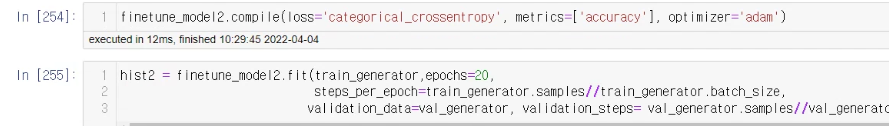 In [254]: 1 finetune_model2.compile(loss='categorical_crossentropy', metrics=['accuracy'], optimizer='adam')
executed in 12ms, finished 10:29:45 2022-04-04
In [255]: 1 hist2 = finetune_model2.fit(train_generator,epochs=20,
2 steps_per_epoch=train_generator.samples//train_generator.batch_size,
3 validation_data=val_generator, validation_steps= val_generator.samples//val_generato